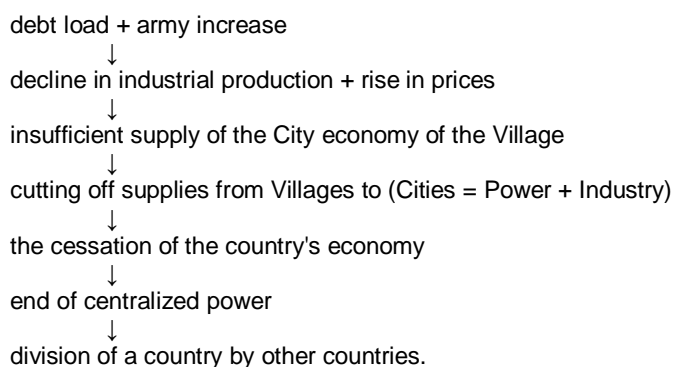 debt load + army increase
↓
decline in industrial production + rise in prices
↓
insufficient supply of the City economy of the Village
↓
cutting off supplies from Villages to (Cities = Power + Industry)
↓
the cessation of the country's economy
↓
end of centralized power
↓
division of a country by other countries.